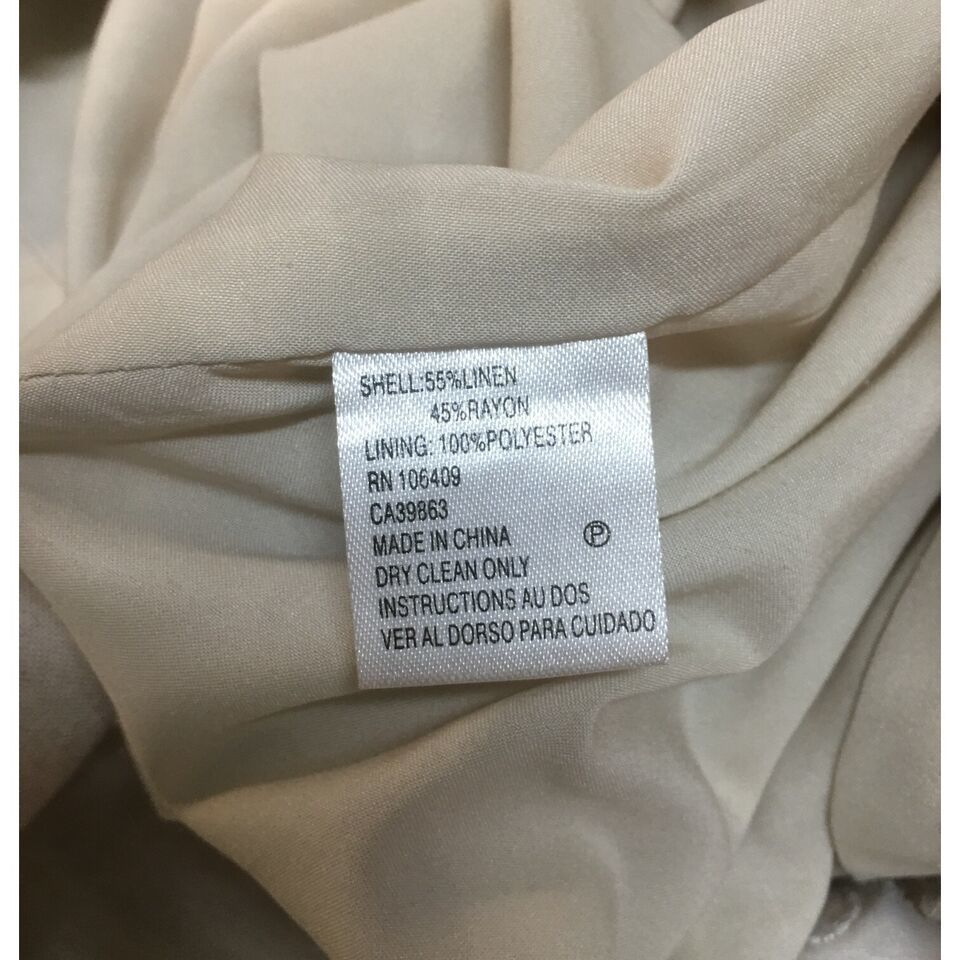 SHELL:55%LINEN
45%RAYON
LINING: 100%POLYESTER
RN 106409
CA39863
MADE IN CHINA Ⓟ
DRY CLEAN ONLY
INSTRUCTIONS AU DOS
VER AL DORSO PARA CUIDADO